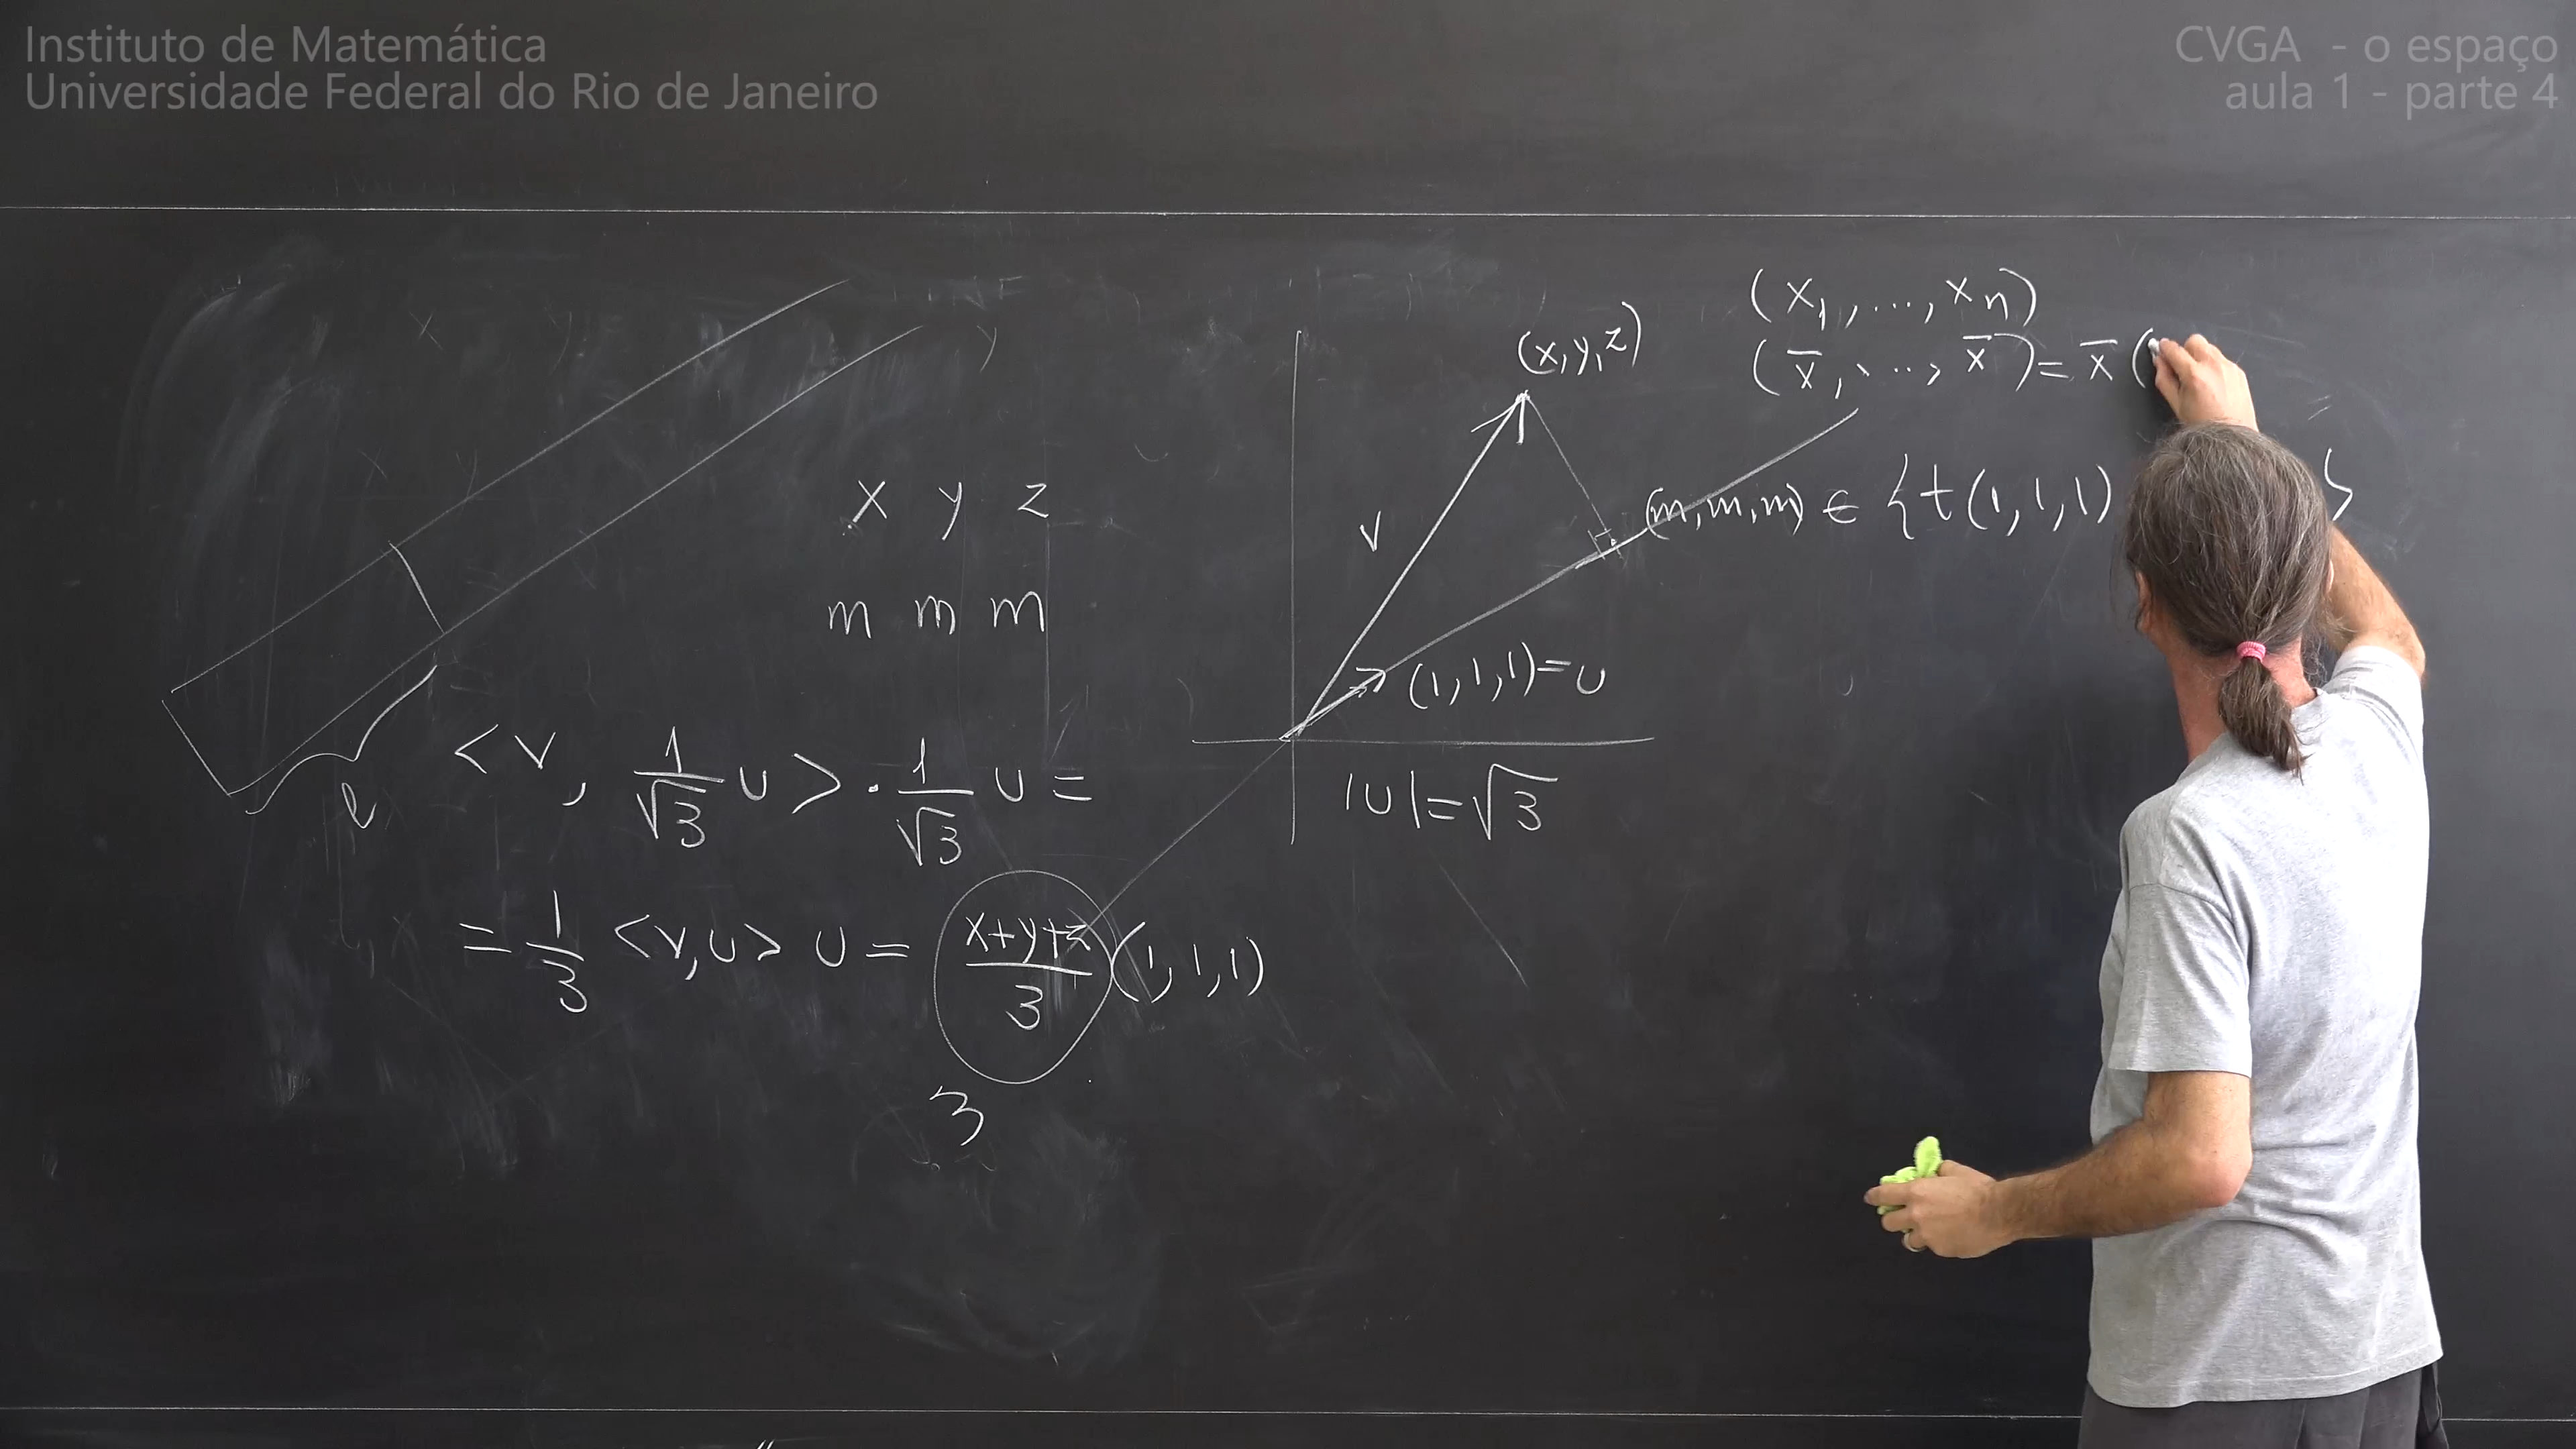 Instituto de Matemática
Universidade Federal do Rio de Janeiro
CVGA - o espaço
aula 1 - parte 4
(x₁, ..., xₙ)
(x̄, ..., x̄) = x̄ (
(x, y, z)
x y z
m m m
v
(m, m, m) ∈ {t(1, 1, 1) }
(1, 1, 1) = u
|u| = √3
l
<v, 1/√3 u> · 1/√3 u =
= 1/3 <v, u> u = (x+y+z)/3 (1, 1, 1)
3